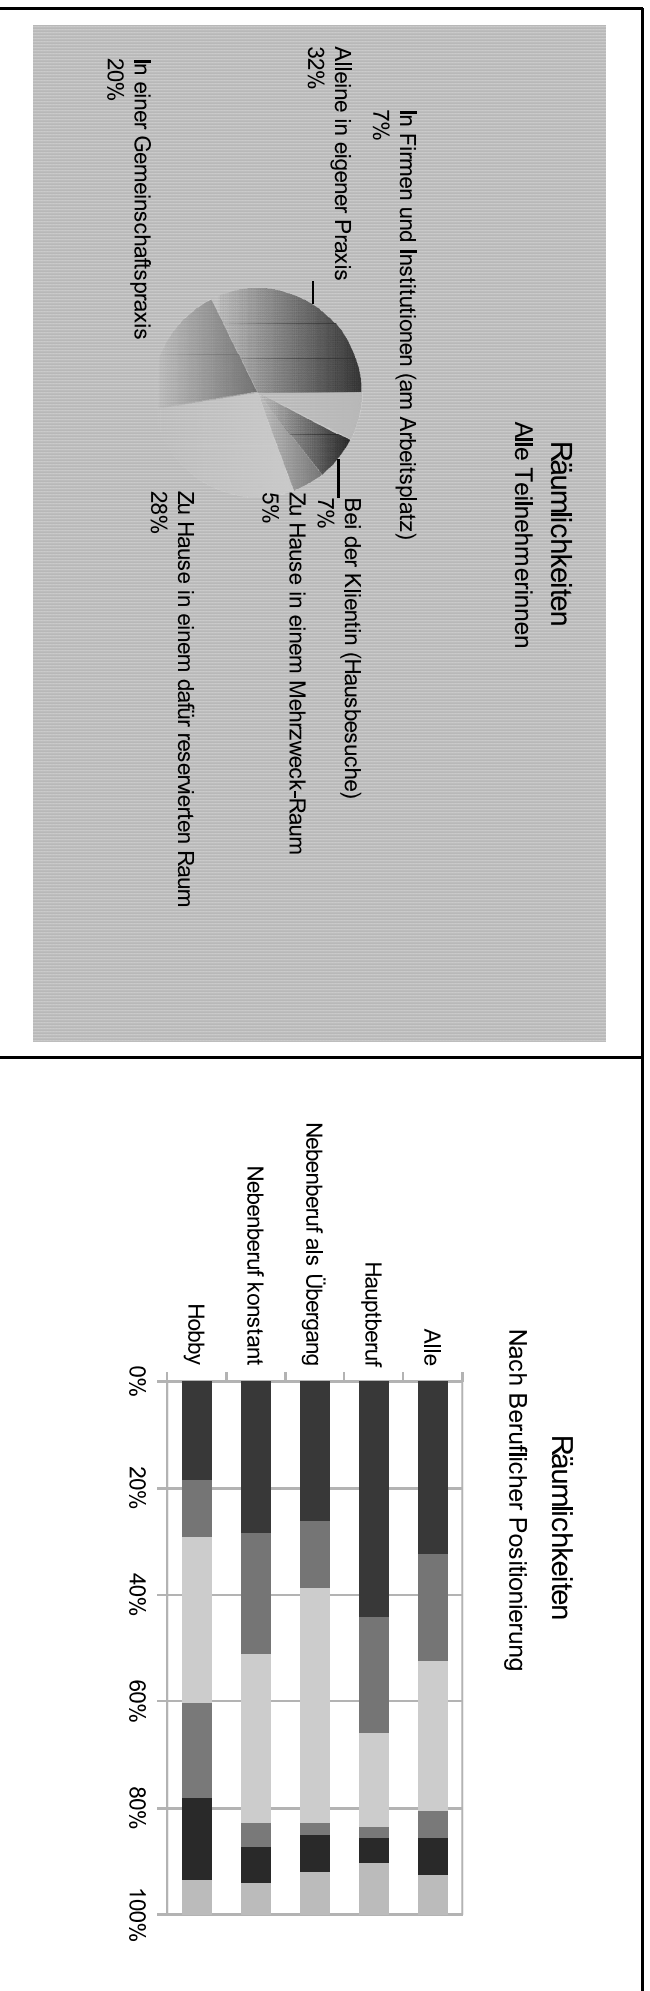 Räumlichkeiten
Alle Teilnehmerinnen
In Firmen und Institutionen (am Arbeitsplatz)
7%
Alleine in eigener Praxis
32%
In einer Gemeinschaftspraxis
20%
Bei der Klientin (Hausbesuche)
7%
Zu Hause in einem Mehrzweck-Raum
5%
Zu Hause in einem dafür reservierten Raum
28%
Räumlichkeiten
Nach Beruflicher Positionierung
Alle
Hauptberuf
Nebenberuf als Übergang
Nebenberuf konstant
Hobby
0%
20%
40%
60%
80%
100%